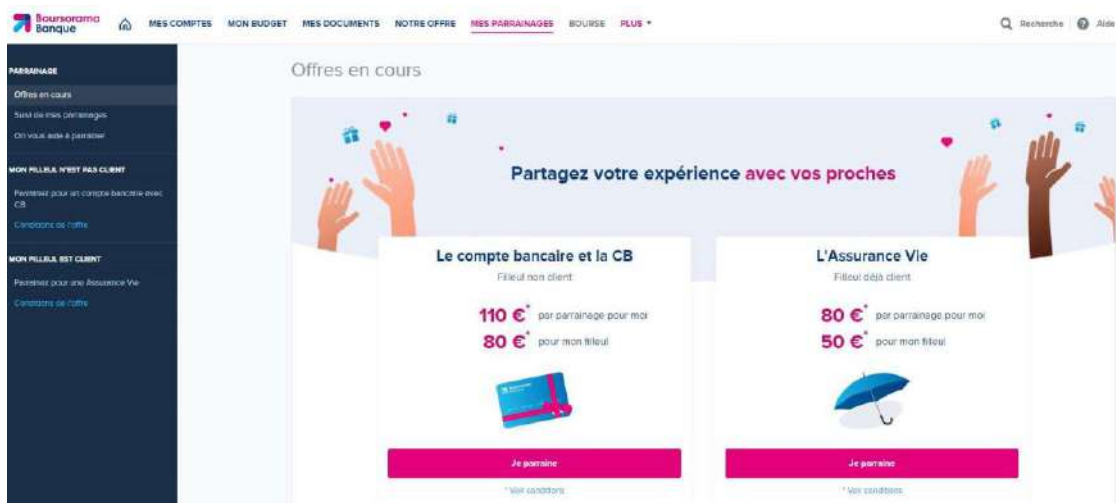 Boursorama
Banque
MES COMPTES
MON BUDGET
MES DOCUMENTS
NOTRE OFFRE
MES PARRAINAGES
BOURSE
PLUS
Recherche
Aide
PARRAINAGE
Offres en cours
Suivi de mes parrainages
On vous aide à parrainer
MON FILLEUL N'EST PAS CLIENT
Parrainez pour un compte bancaire avec
CB
Conditions de l'offre
MON FILLEUL EST CLIENT
Parrainez pour une Assurance Vie
Conditions de l'offre
Offres en cours
Partagez votre expérience avec vos proches
Le compte bancaire et la CB
Filleul non client
110 €* par parrainage pour moi
80 €* pour mon filleul
Je parraine
* Voir conditions
L'Assurance Vie
Filleul déjà client
80 €* par parrainage pour moi
50 €* pour mon filleul
Je parraine
* Voir conditions